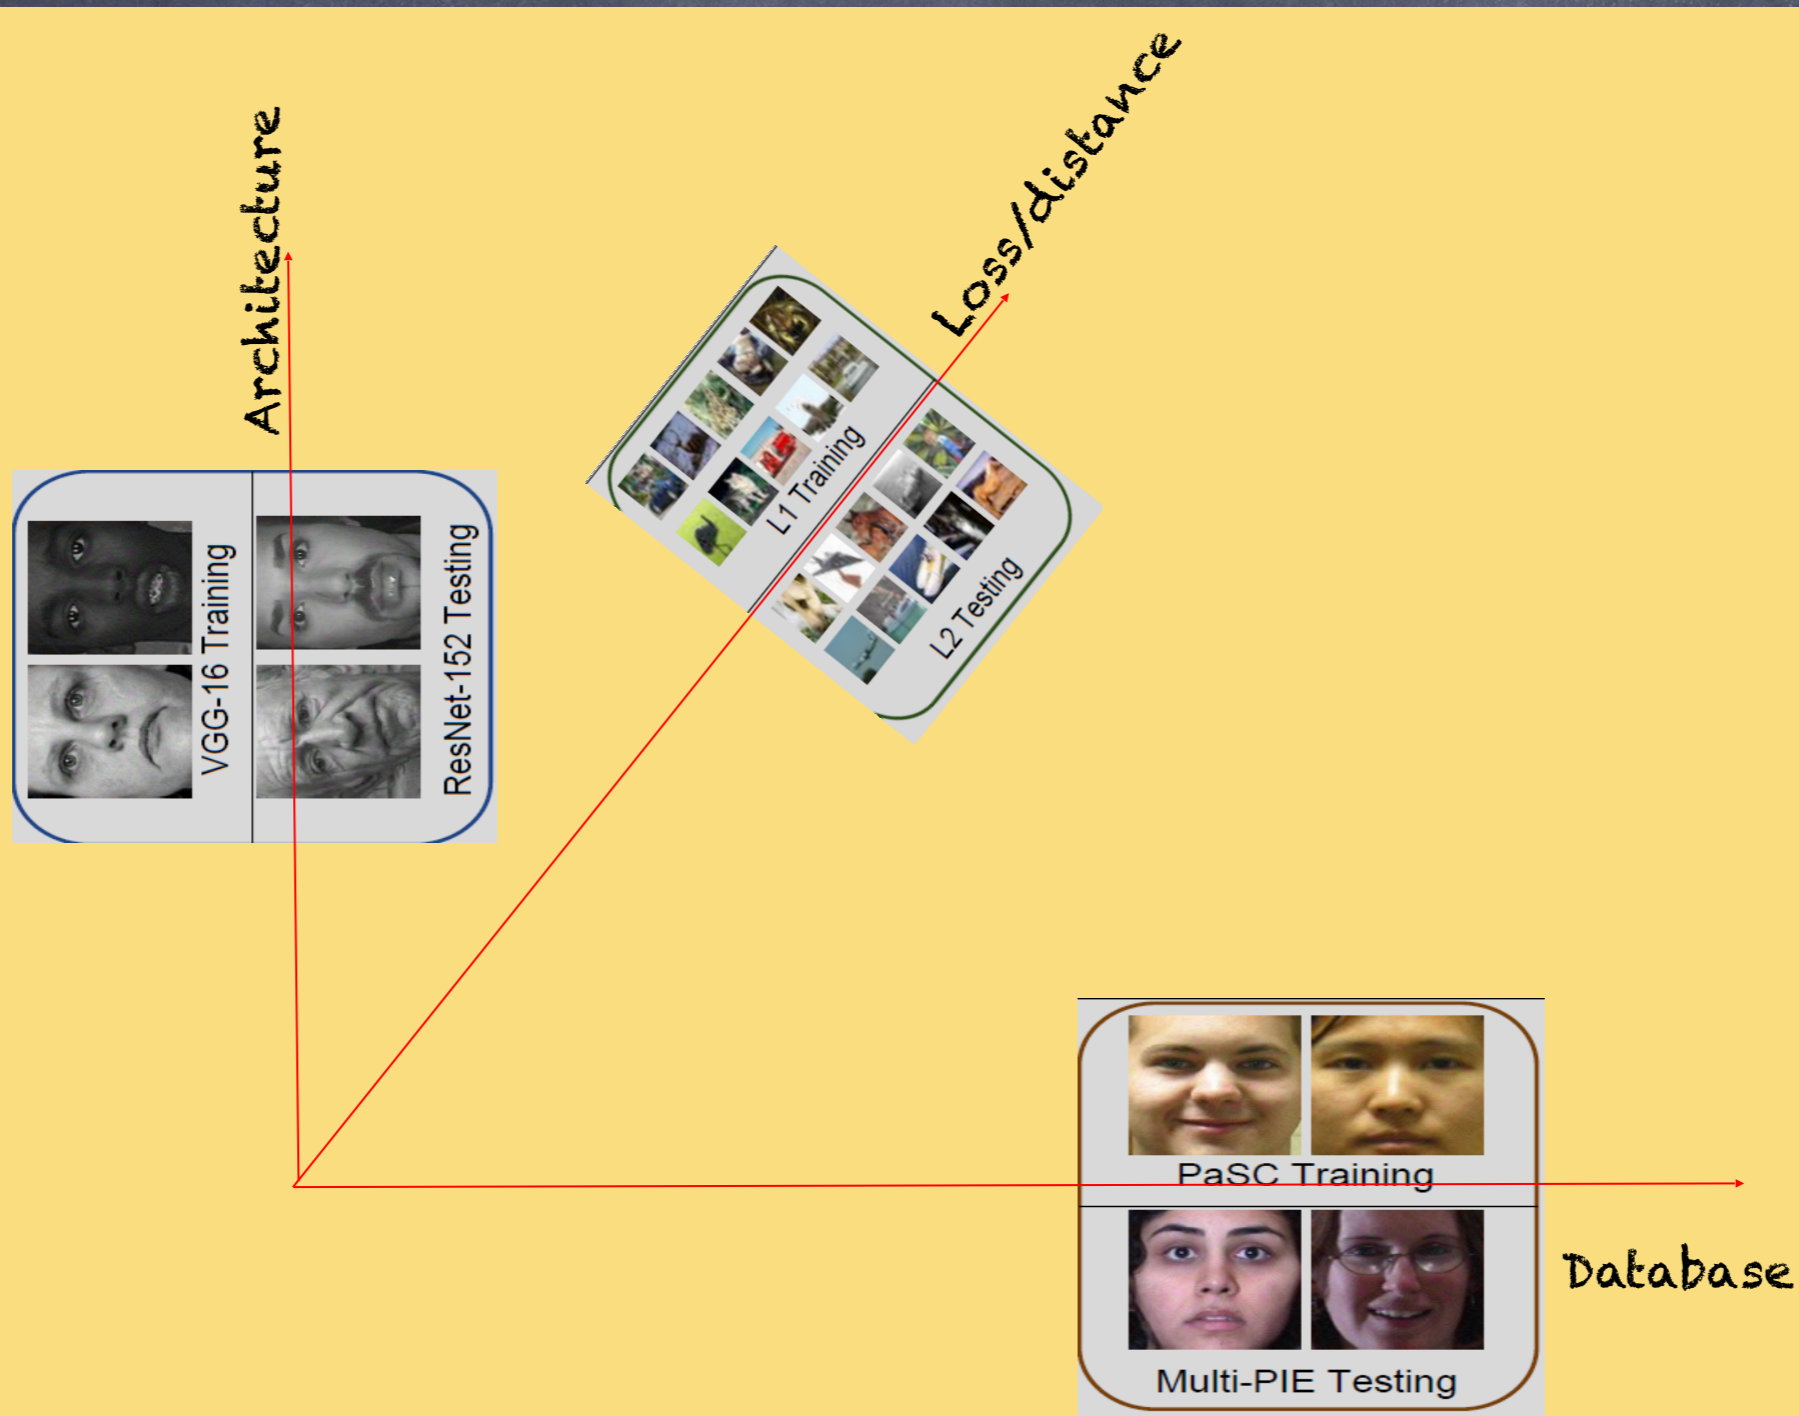 Architecture
Loss/distance
VGG-16 Training
ResNet-152 Testing
L1 Training
L2 Testing
PaSC Training
Multi-PIE Testing
Database